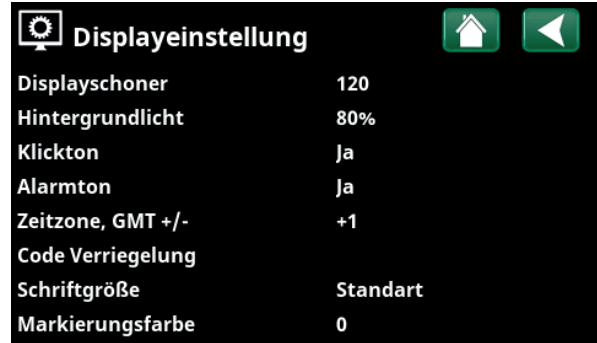 Displayeinstellung
Displayschoner 120
Hintergrundlicht 80%
Klickton Ja
Alarmton Ja
Zeitzone, GMT +/- +1
Code Verriegelung
Schriftgröße Standart
Markierungsfarbe 0